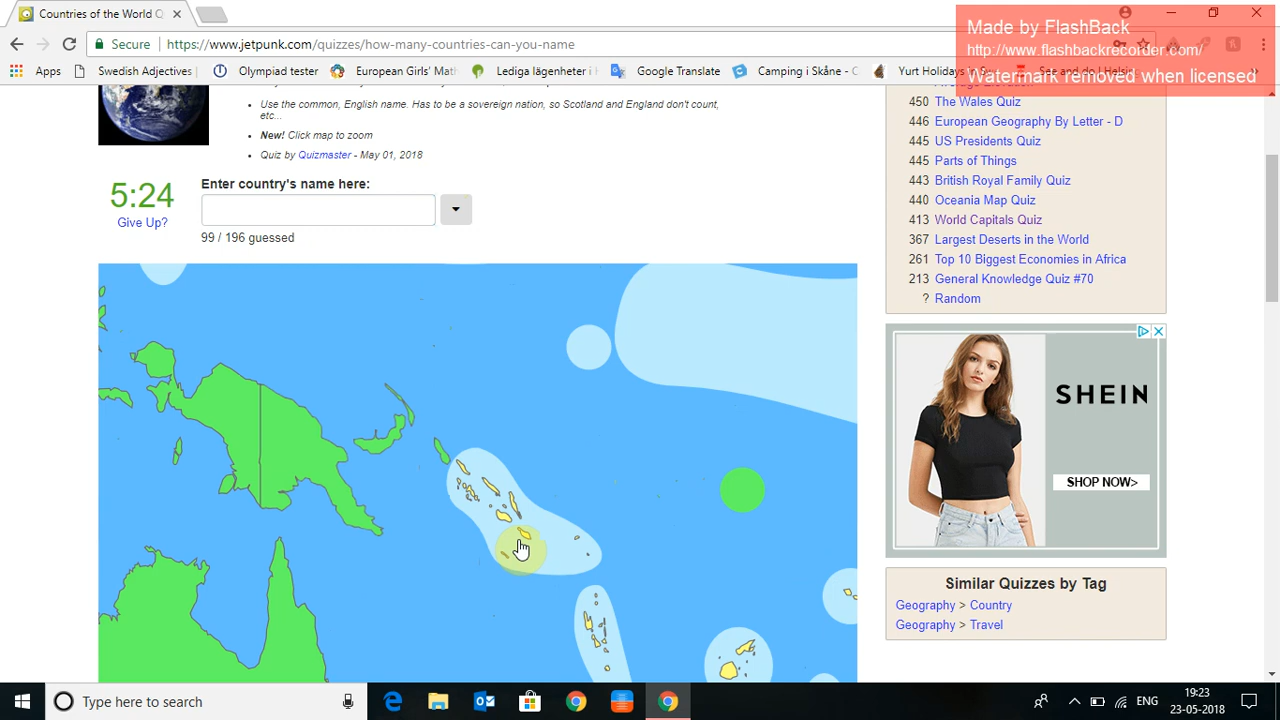 Countries of the World Q
Made by FlashBack
http://www.flashbackrecorder.com/
Watermark removed when licensed
Secure
https://www.jetpunk.com/quizzes/how-many-countries-can-you-name
Apps
Swedish Adjectives
Olympiadtester
European Girls' Mat
Lediga lägenheter i
Google Translate
Camping i Skåne - C
Yurt Holidays in
See and do | Helsi
Use the common, English name. Has to be a sovereign nation, so Scotland and England don't count,
etc...
New! Click map to zoom
Quiz by Quizmaster - May 01, 2018
5:24
Give Up?
Enter country's name here:
99 / 196 guessed
450 The Wales Quiz
446 European Geography By Letter - D
445 US Presidents Quiz
445 Parts of Things
443 British Royal Family Quiz
440 Oceania Map Quiz
413 World Capitals Quiz
367 Largest Deserts in the World
261 Top 10 Biggest Economies in Africa
213 General Knowledge Quiz #70
? Random
SHEIN
SHOP NOW>
Similar Quizzes by Tag
Geography > Country
Geography > Travel
Type here to search
ENG
19:23
23-05-2018